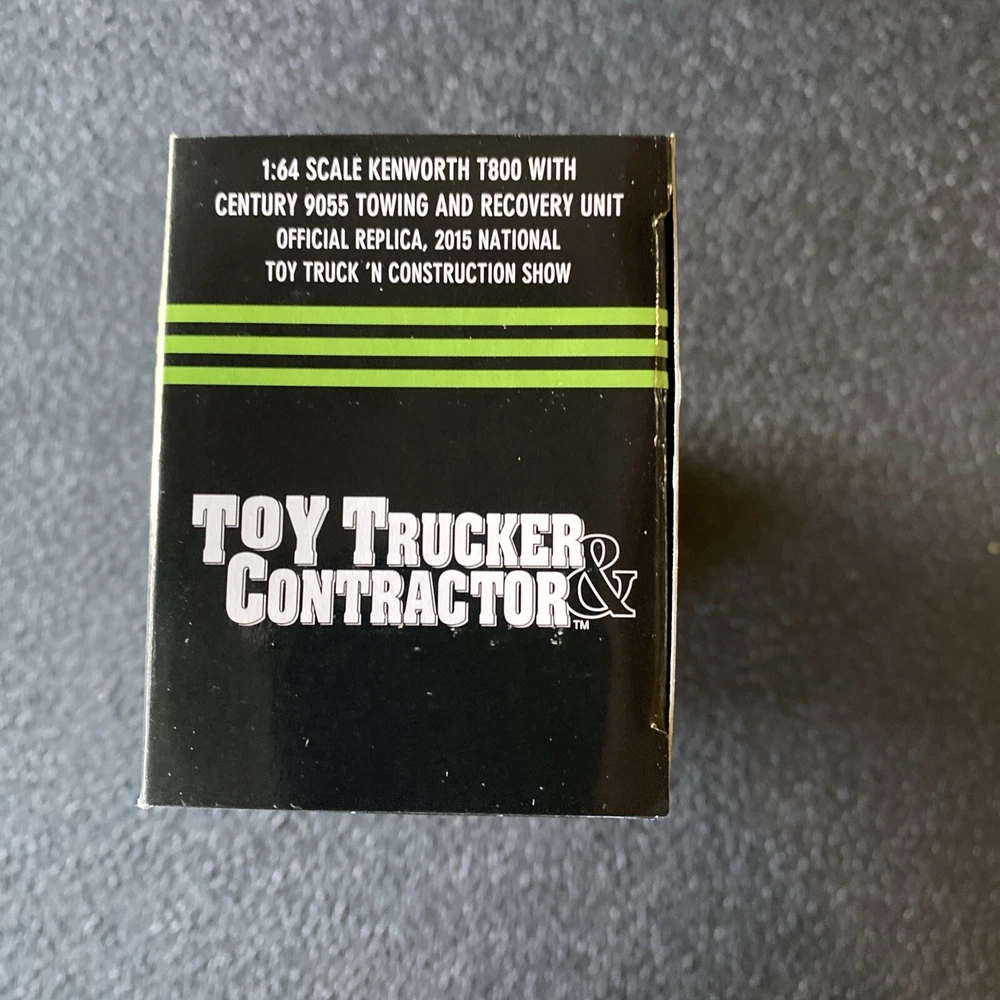 1:64 SCALE KENWORTH T800 WITH
CENTURY 9055 TOWING AND RECOVERY UNIT
OFFICIAL REPLICA, 2015 NATIONAL
TOY TRUCK 'N CONSTRUCTION SHOW
TOY TRUCKER &
CONTRACTOR™